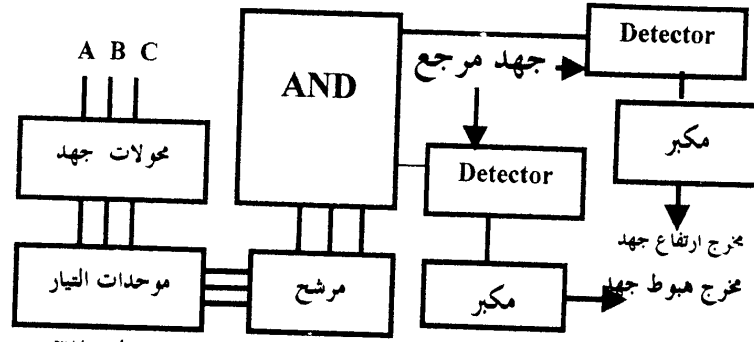 Detector
A B C
AND
جهد مرجع
محولات جهد
مكبر
Detector
مخرج ارتفاع جهد
موحدات التيار
مرشح
مكبر
مخرج هبوط جهد